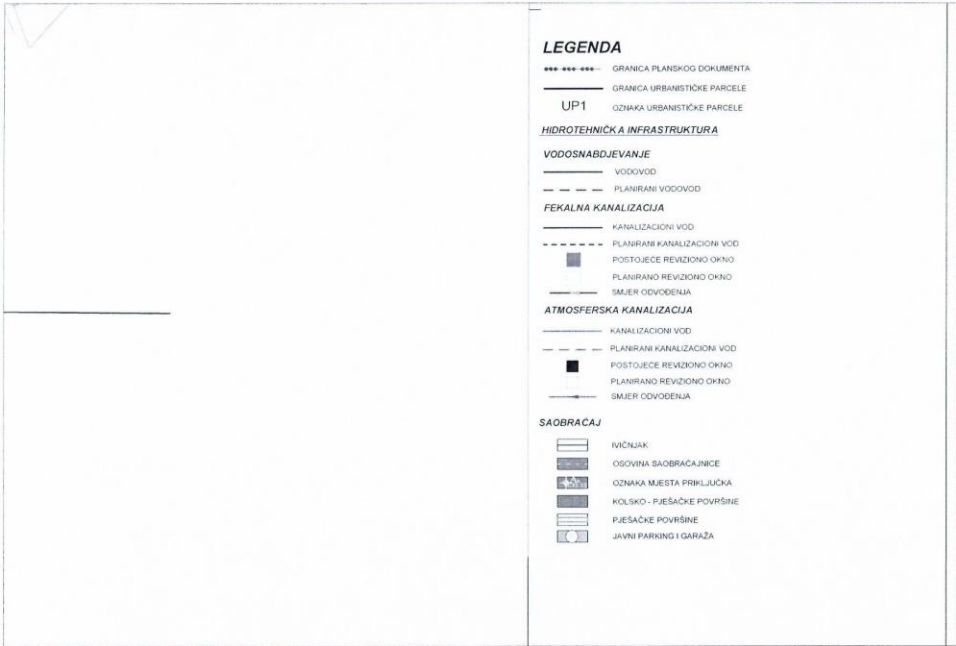 LEGENDA
GRANICA PLANSKOG DOKUMENTA
GRANICA URBANISTIČKE PARCELE
UP1 OZNAKA URBANISTIČKE PARCELE
HIDROTEHNIČKA INFRASTRUKTURA
VODOSNABDJEVANJE
VODOVOD
PLANIRANI VODOVOD
FEKALNA KANALIZACIJA
KANALIZACIONI VOD
PLANIRANI KANALIZACIONI VOD
POSTOJEĆE REVIZIONO OKNO
PLANIRANO REVIZIONO OKNO
SMJER ODVOĐENJA
ATMOSFERSKA KANALIZACIJA
KANALIZACIONI VOD
PLANIRANI KANALIZACIONI VOD
POSTOJEĆE REVIZIONO OKNO
PLANIRANO REVIZIONO OKNO
SMJER ODVOĐENJA
SAOBRAĆAJ
IVIČNJAK
OSOVINA SAOBRAĆAJNICE
OZNAKA MJESTA PRIKLJUČKA
KOLSKO - PJEŠAČKE POVRŠINE
PJEŠAČKE POVRŠINE
JAVNI PARKING I GARAŽA